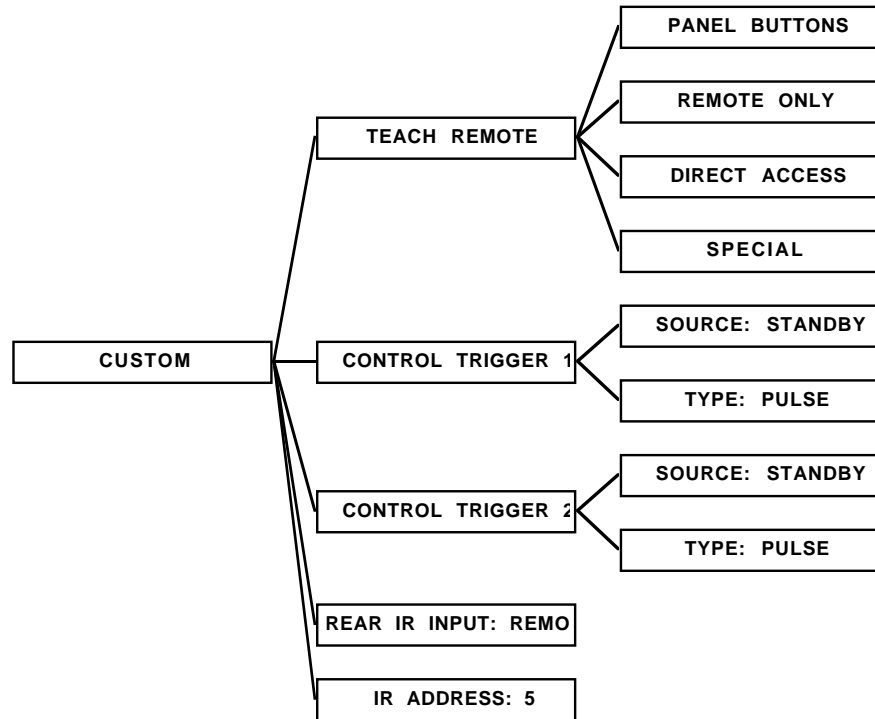 PANEL BUTTONS
REMOTE ONLY
TEACH REMOTE
DIRECT ACCESS
SPECIAL
SOURCE: STANDBY
CUSTOM
CONTROL TRIGGER 1
TYPE: PULSE
SOURCE: STANDBY
CONTROL TRIGGER 2
TYPE: PULSE
REAR IR INPUT: REMO
IR ADDRESS: 5